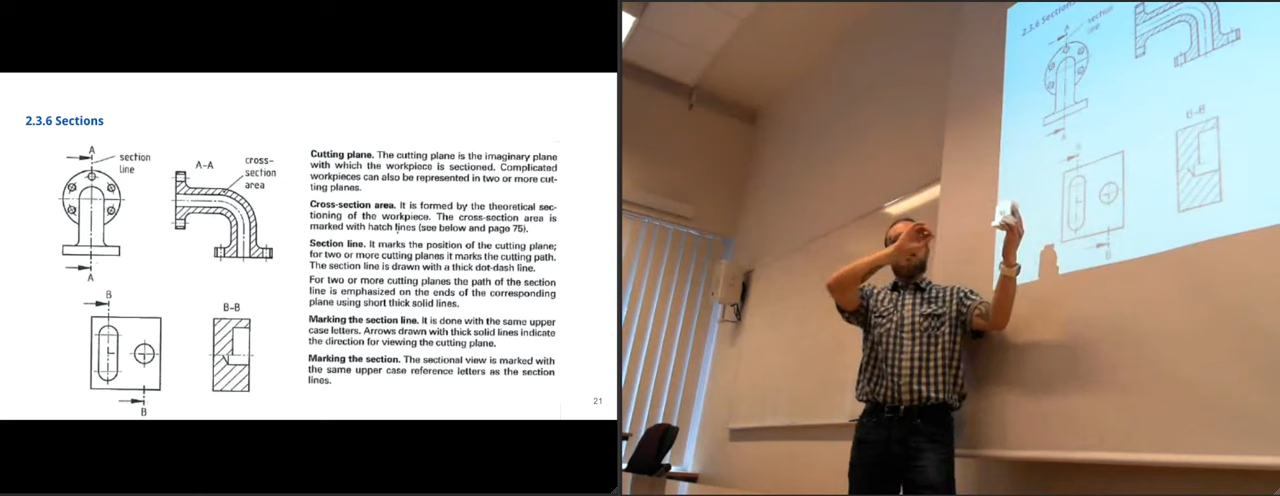 2.3.6 Sections
A
section
line
A-A
cross-
section
area
A
B
B-B
B
Cutting plane. The cutting plane is the imaginary plane
with which the workpiece is sectioned. Complicated
workpieces can also be represented in two or more cut-
ting planes.
Cross-section area. It is formed by the theoretical sec-
tioning of the workpiece. The cross-section area is
marked with hatch lines (see below and page 75).
Section line. It marks the position of the cutting plane;
for two or more cutting planes it marks the cutting path.
The section line is drawn with a thick dot-dash line.
For two or more cutting planes the path of the section
line is emphasized on the ends of the corresponding
plane using short thick solid lines.
Marking the section line. It is done with the same upper
case letters. Arrows drawn with thick solid lines indicate
the direction for viewing the cutting plane.
Marking the section. The sectional view is marked with
the same upper case reference letters as the section
lines.
21
2.3.6 Sections
A
section
line
B-B
B